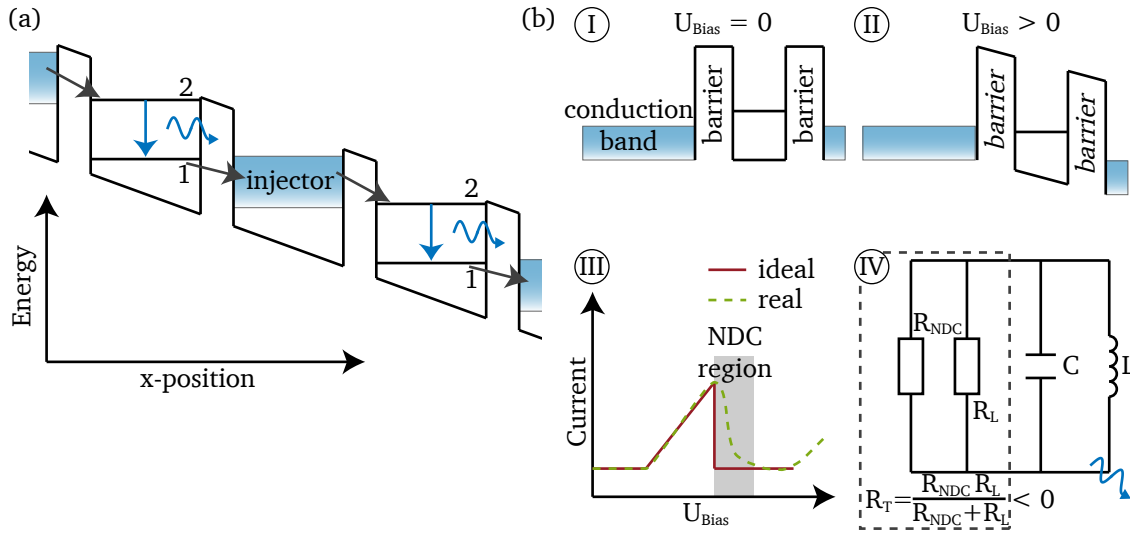 (a)
2
1
injector
2
1
Energy
x-position
(b)
I
U_Bias = 0
conduction
band
barrier
barrier
II
U_Bias > 0
barrier
barrier
III
ideal
real
NDC
region
Current
U_Bias
IV
R_NDC
R_L
C
L
R_T = R_NDC R_L / R_NDC + R_L < 0